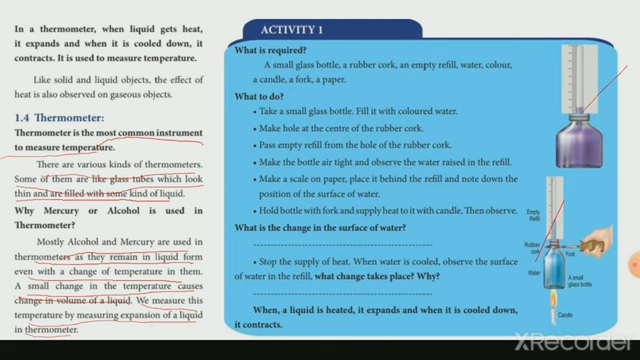 In a thermometer, when liquid gets heat,
it expands and when it is cooled down, it
contracts. It is used to measure temperature.
Like solid and liquid objects, the effect of
heat is also observed on gaseous objects.
1.4 Thermometer:
Thermometer is the most common instrument
to measure temperature.
There are various kinds of thermometers.
Some of them are like glass tubes which look
thin and are filled with some kind of liquid.
Why Mercury or Alcohol is used in
Thermometer?
Mostly Alcohol and Mercury are used in
thermometers as they remain in liquid form
even with a change of temperature in them.
A small change in the temperature causes
change in volume of a liquid. We measure this
temperature by measuring expansion of a liquid
in thermometer.
ACTIVITY 1
What is required?
A small glass bottle, a rubber cork, an empty refill, water, colour,
a candle, a fork, a paper.
What to do?
• Take a small glass bottle. Fill it with coloured water.
• Make hole at the centre of the rubber cork.
• Pass empty refill from the hole of the rubber cork.
• Make the bottle air tight and observe the water raised in the refill.
• Make a scale on paper, place it behind the refill and note down the
position of the surface of water.
• Hold bottle with fork and supply heat to it with candle. Then observe.
What is the change in the surface of water?
--------------------------------------------
• Stop the supply of heat. When water is cooled, observe the surface
of water in the refill, what change takes place? Why?
--------------------------------------------
When, a liquid is heated, it expands and when it is cooled down,
it contracts.
Empty
Refill
Rubber
cork
Fork
Water
A small
glass bottle
Candle
XRecorder